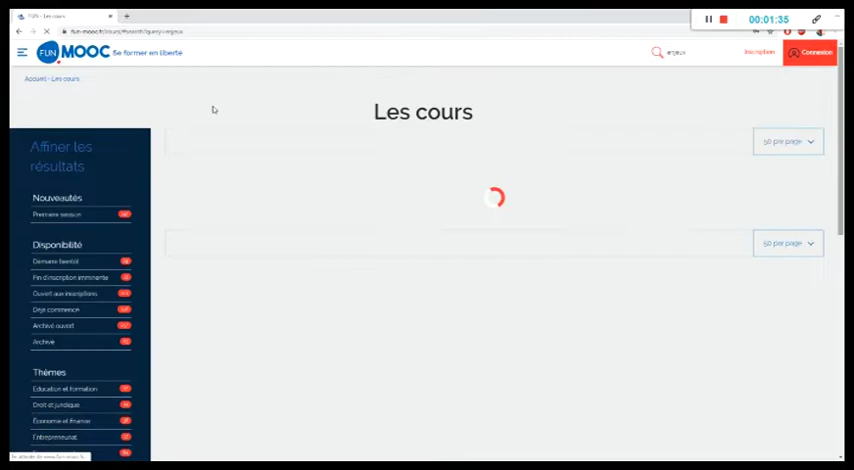 FUN - Les cours
00:01:35
fun-mooc.fr/cours/#search?query=enjeux
FUN MOOC Se former en liberté
enjeux
Inscription
Connexion
Accueil - Les cours
Les cours
50 par page
50 par page
Affiner les
résultats
Nouveautés
Première session
Disponibilité
Démarre bientôt
Fin d'inscription imminente
Ouvert aux inscriptions
Déjà commencé
Archivé ouvert
Archivé
Thèmes
Education et formation
Droit et juridique
Économie et finance
Entrepreneuriat